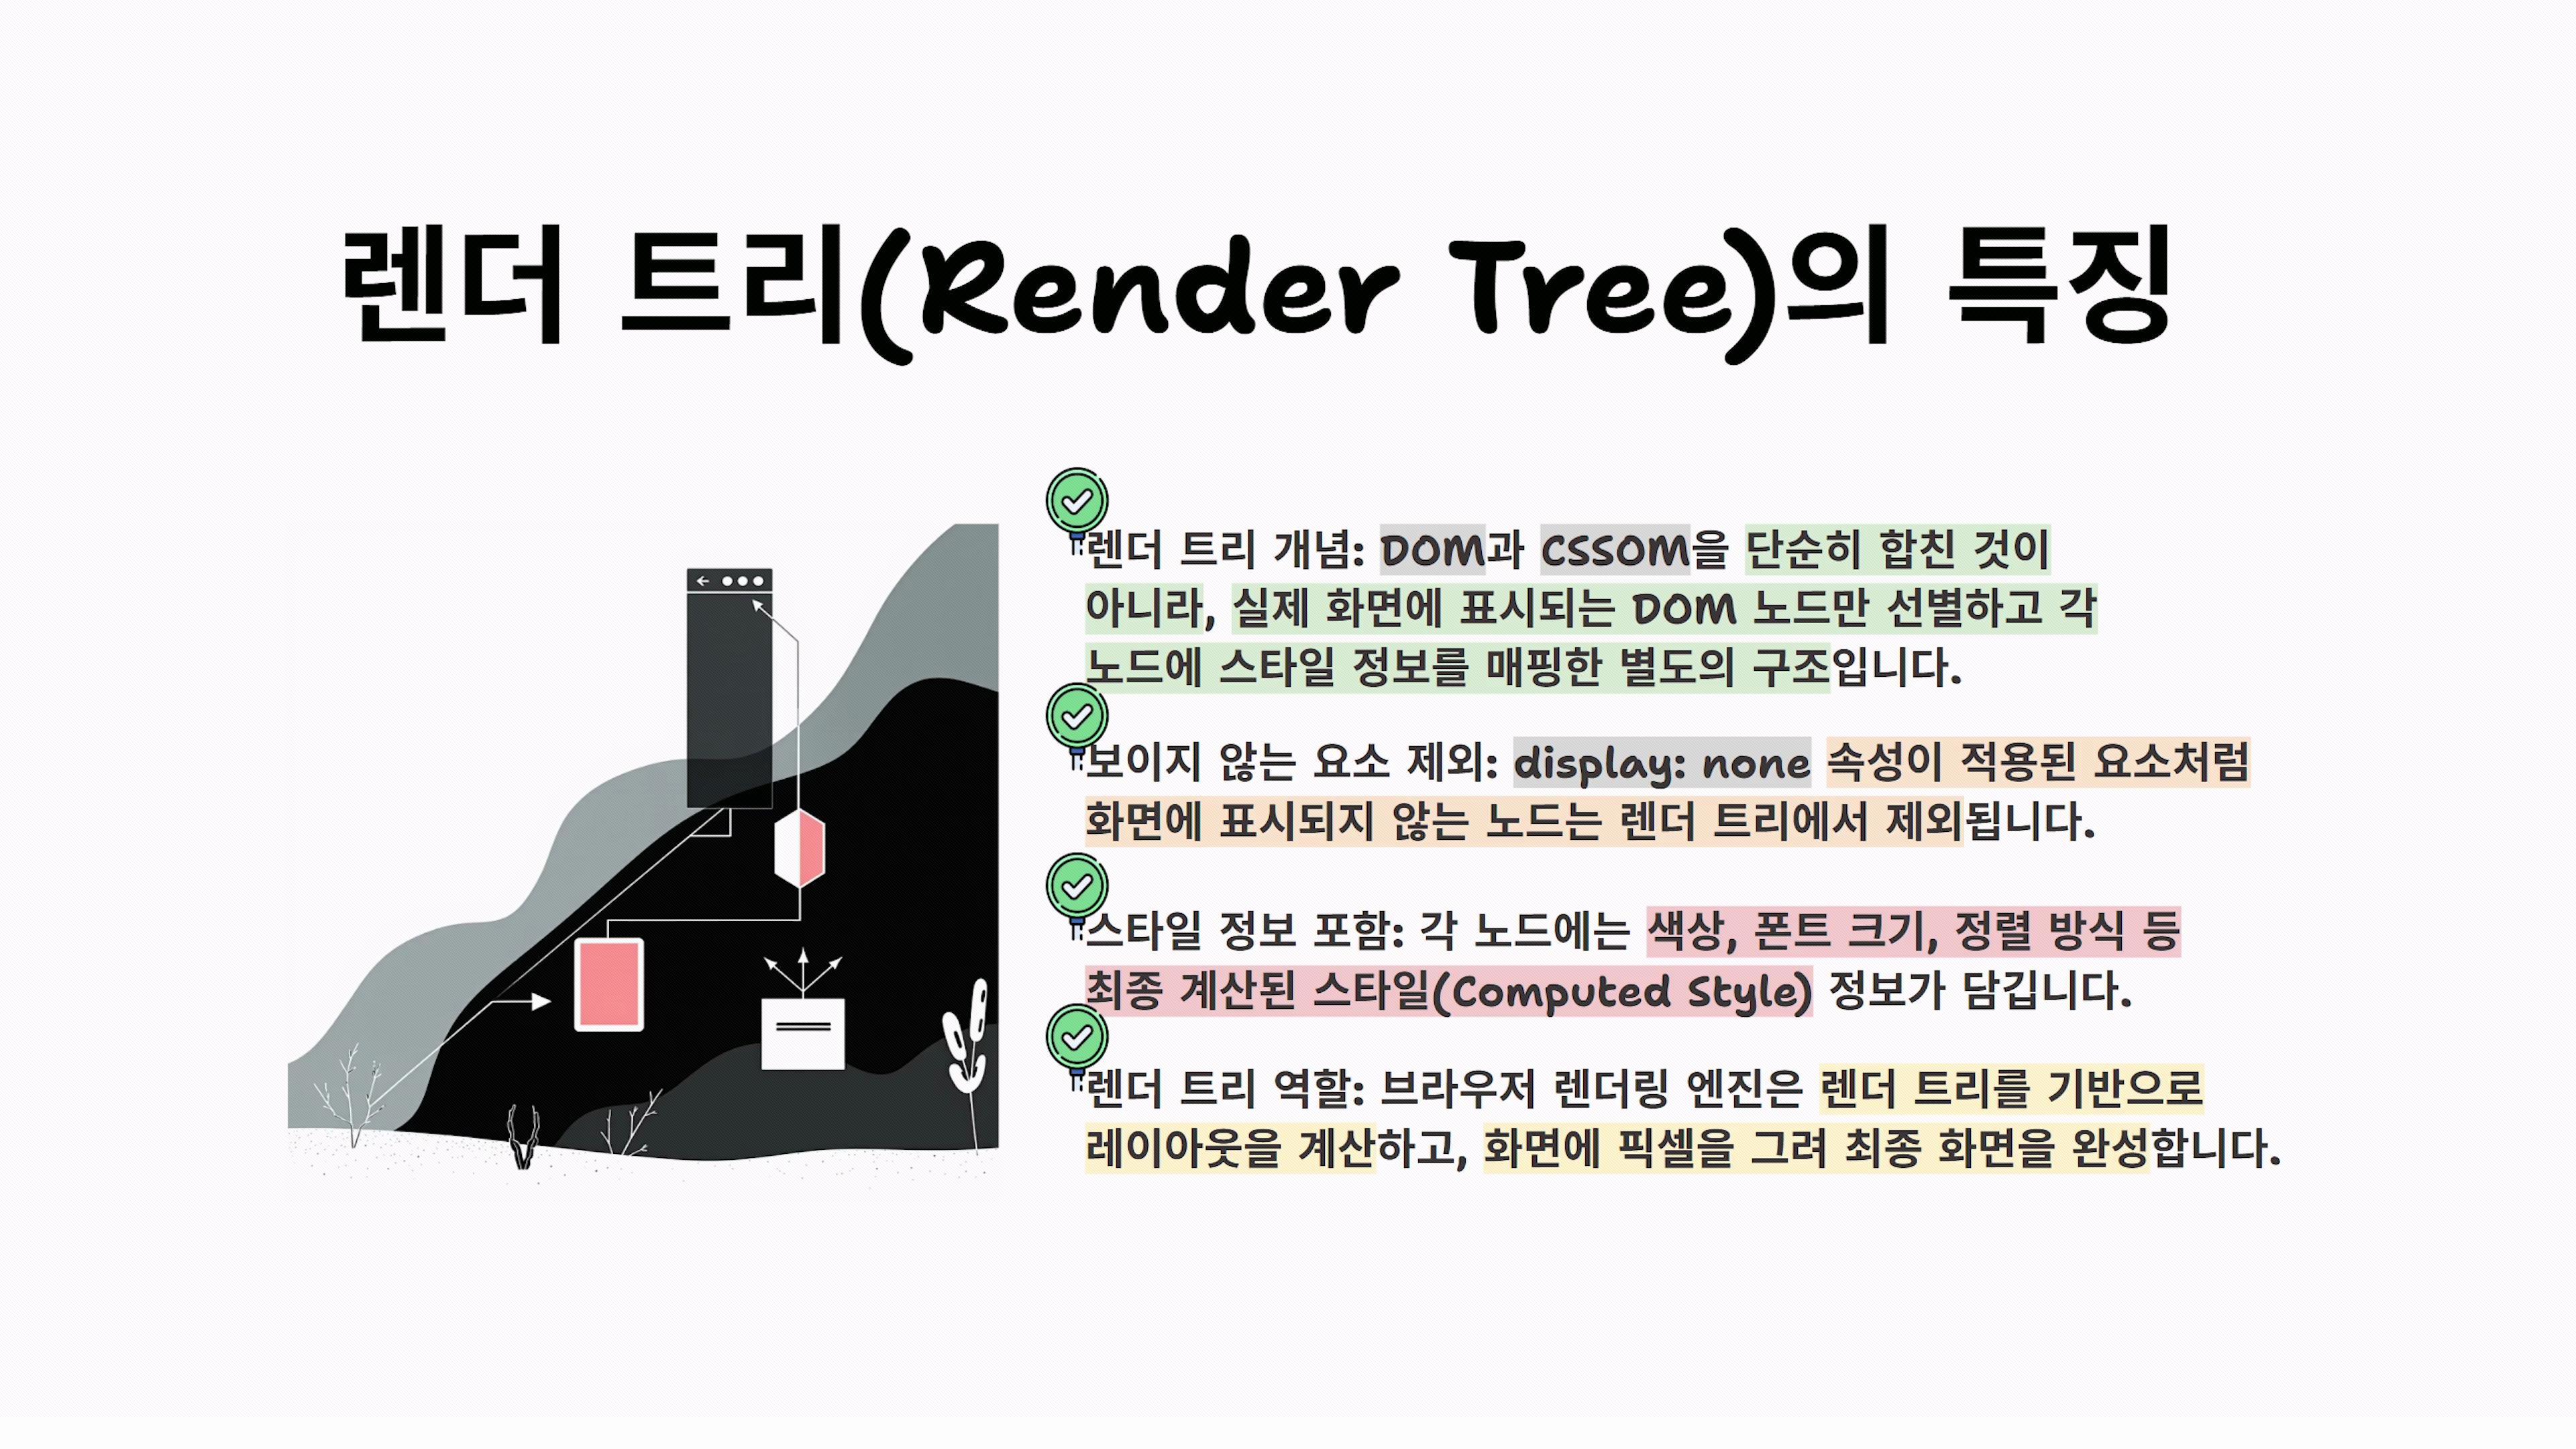 렌더 트리(Render Tree)의 특징
렌더 트리 개념: DOM과 CSSOM을 단순히 합친 것이
아니라, 실제 화면에 표시되는 DOM 노드만 선별하고 각
노드에 스타일 정보를 매핑한 별도의 구조입니다.
보이지 않는 요소 제외: display: none 속성이 적용된 요소처럼
화면에 표시되지 않는 노드는 렌더 트리에서 제외됩니다.
스타일 정보 포함: 각 노드에는 색상, 폰트 크기, 정렬 방식 등
최종 계산된 스타일(Computed Style) 정보가 담깁니다.
렌더 트리 역할: 브라우저 렌더링 엔진은 렌더 트리를 기반으로
레이아웃을 계산하고, 화면에 픽셀을 그려 최종 화면을 완성합니다.